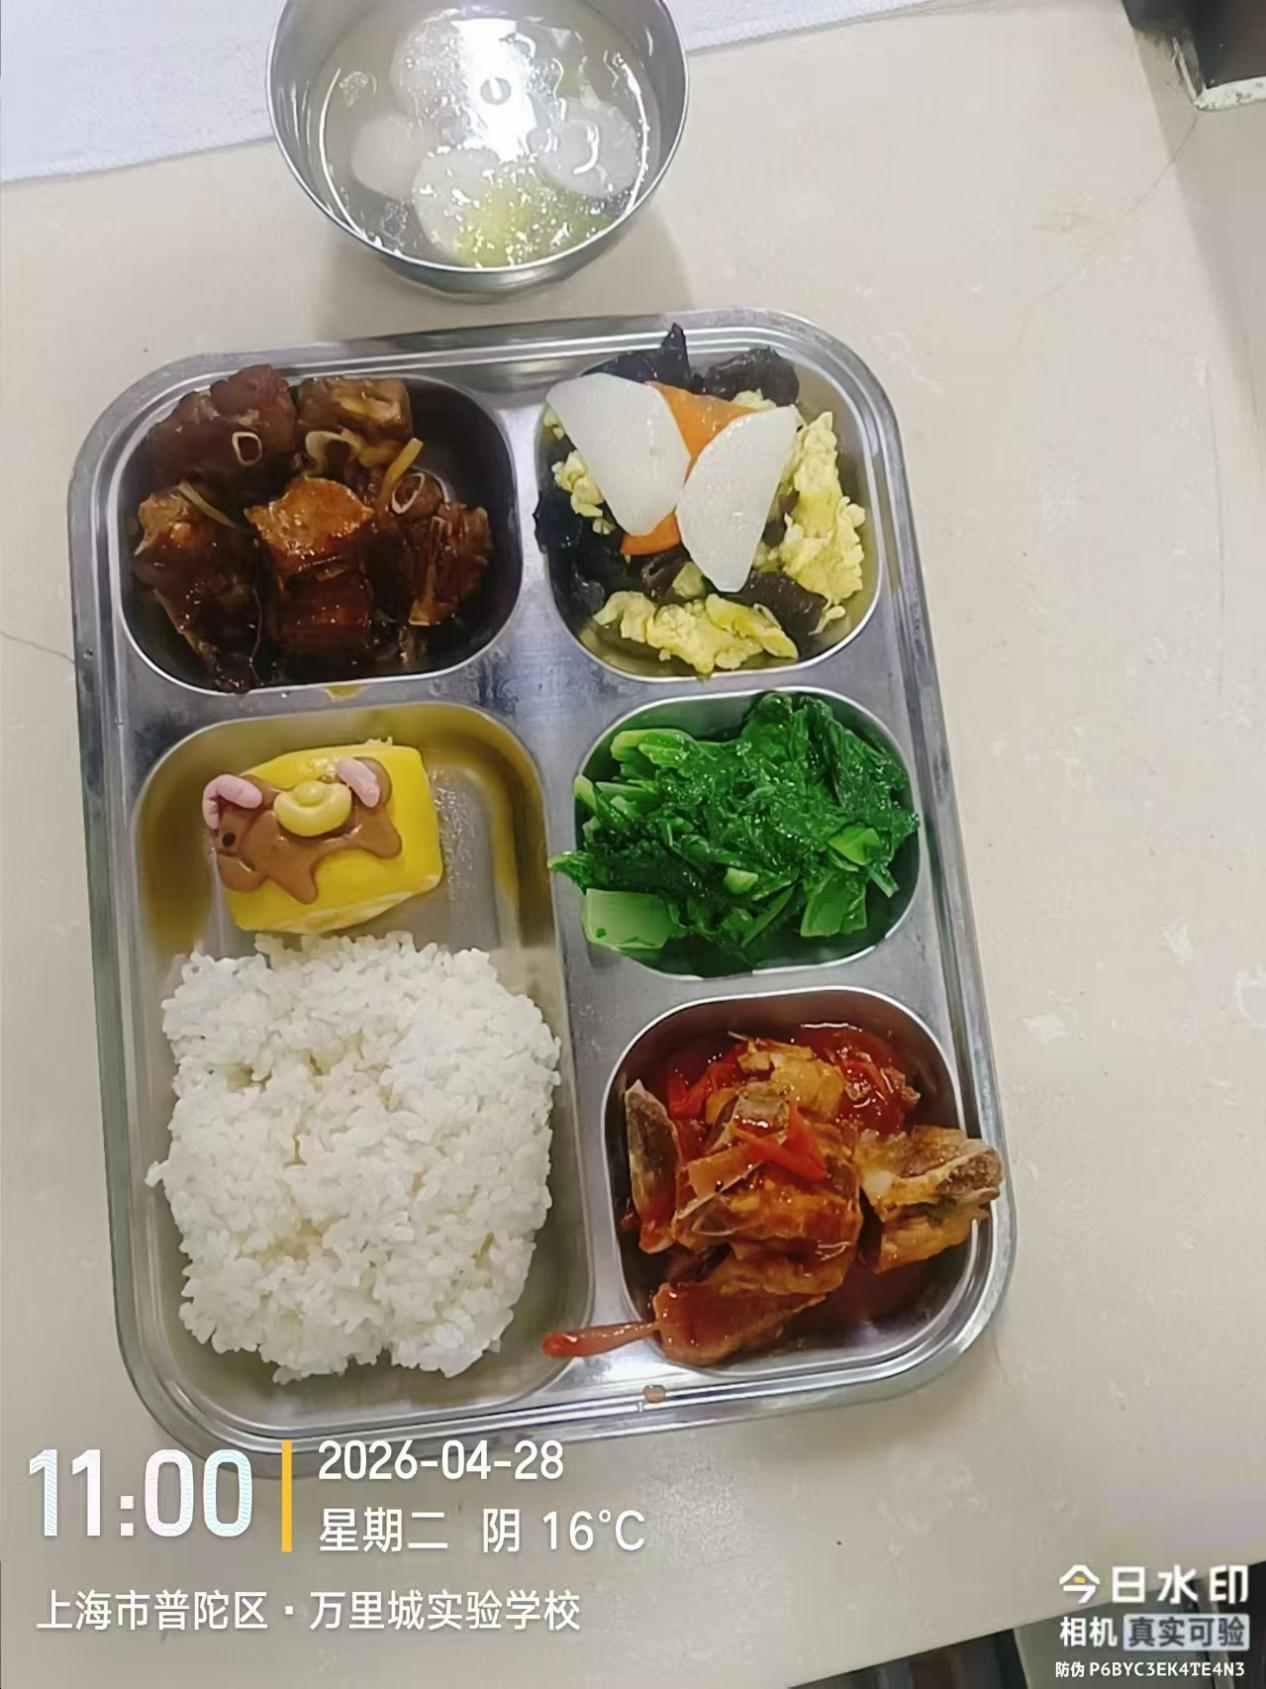 11:00
2026-04-28
星期二 阴 16°C
上海市普陀区·万里城实验学校
今日水印
相机 真实可验
防伪 P6BYC3EK4TE4N3